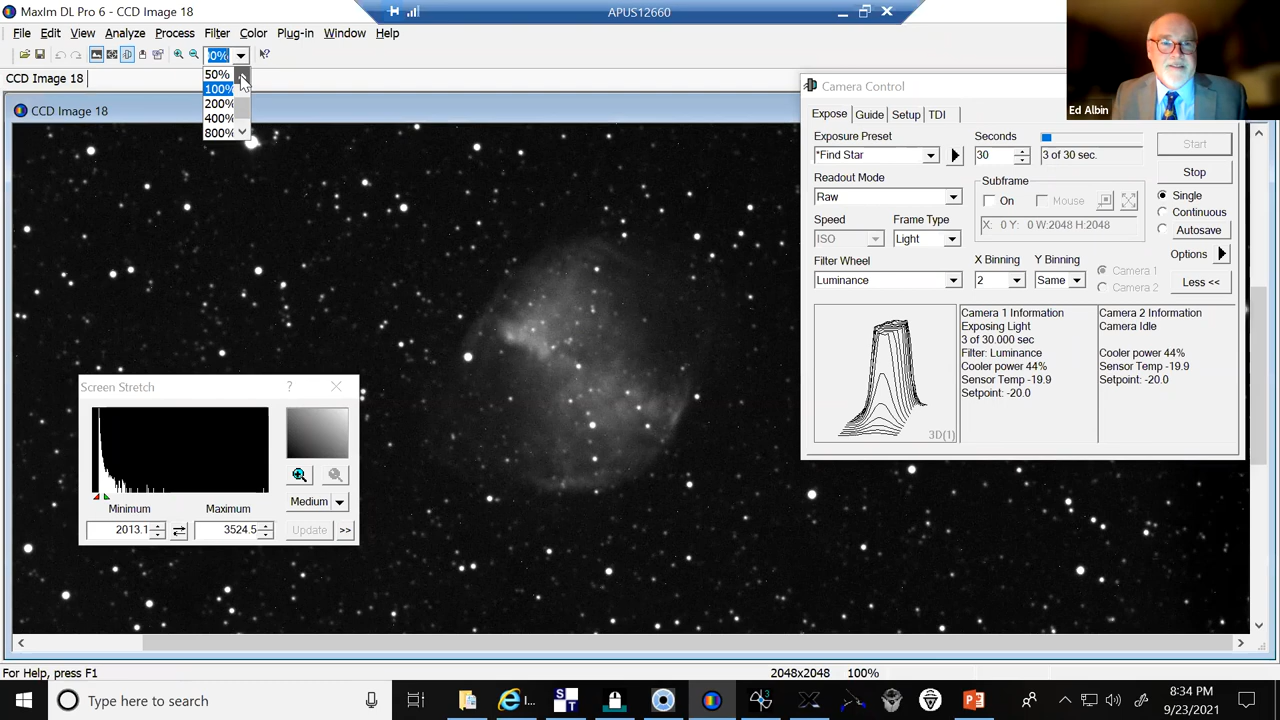 MaxIm DL Pro 6 - CCD Image 18
APUS12660
File Edit View Analyze Process Filter Color Plug-in Window Help
50%
100%
200%
400%
800%
CCD Image 18
CCD Image 18
Ed Albin
Camera Control
Expose Guide Setup TDI
Exposure Preset
*Find Star
Seconds
30
3 of 30 sec.
Start
Stop
Readout Mode
Raw
Subframe
On
Mouse
X: 0 Y: 0 W:2048 H:2048
Single
Continuous
Autosave
Speed
ISO
Frame Type
Light
Options
Filter Wheel
Luminance
X Binning
2
Y Binning
Same
Camera 1
Camera 2
Less <<
3D(1)
Camera 1 Information
Exposing Light
3 of 30.000 sec
Filter: Luminance
Cooler power 44%
Sensor Temp -19.9
Setpoint: -20.0
Camera 2 Information
Camera Idle
Cooler power 44%
Sensor Temp -19.9
Setpoint: -20.0
Screen Stretch ?
Medium
Minimum Maximum
2013.1 3524.5 Update >>
For Help, press F1
2048x2048 100%
Type here to search
8:34 PM
9/23/2021